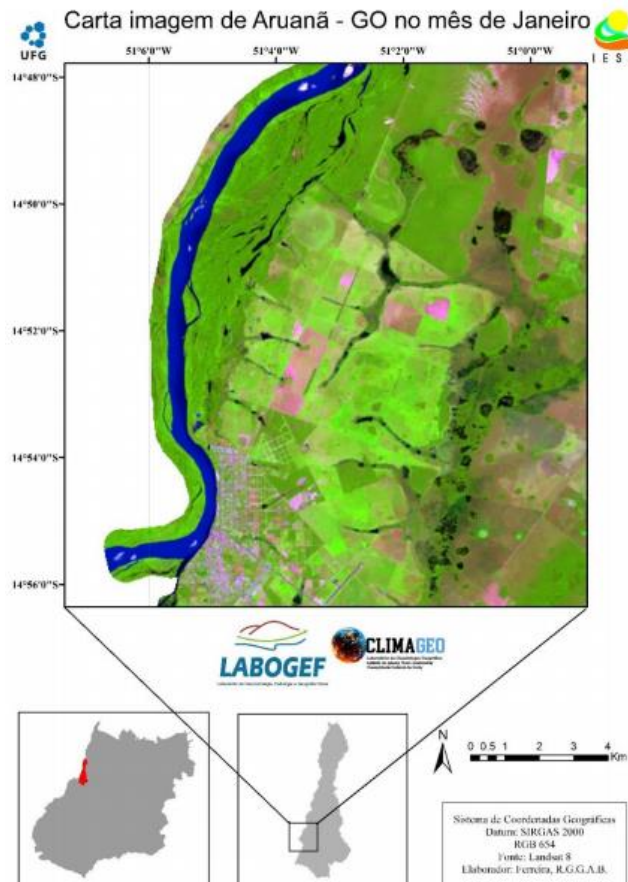 Carta imagem de Aruanã - GO no mês de Janeiro
UFG
I E S A
51°6'0"W 51°4'0"W 51°2'0"W 51°0'0"W
14°48'0"S
14°50'0"S
14°52'0"S
14°54'0"S
14°56'0"S
LABOGEF
CLIMAGEO
N
0 0.5 1 2 3 4
Km
Sistema de Coordenadas Geográficas
Datum: SIRGAS 2000
RGB 654
Fonte: Landsat 8
Elaborador: Ferreira, R.G.G.A.B.